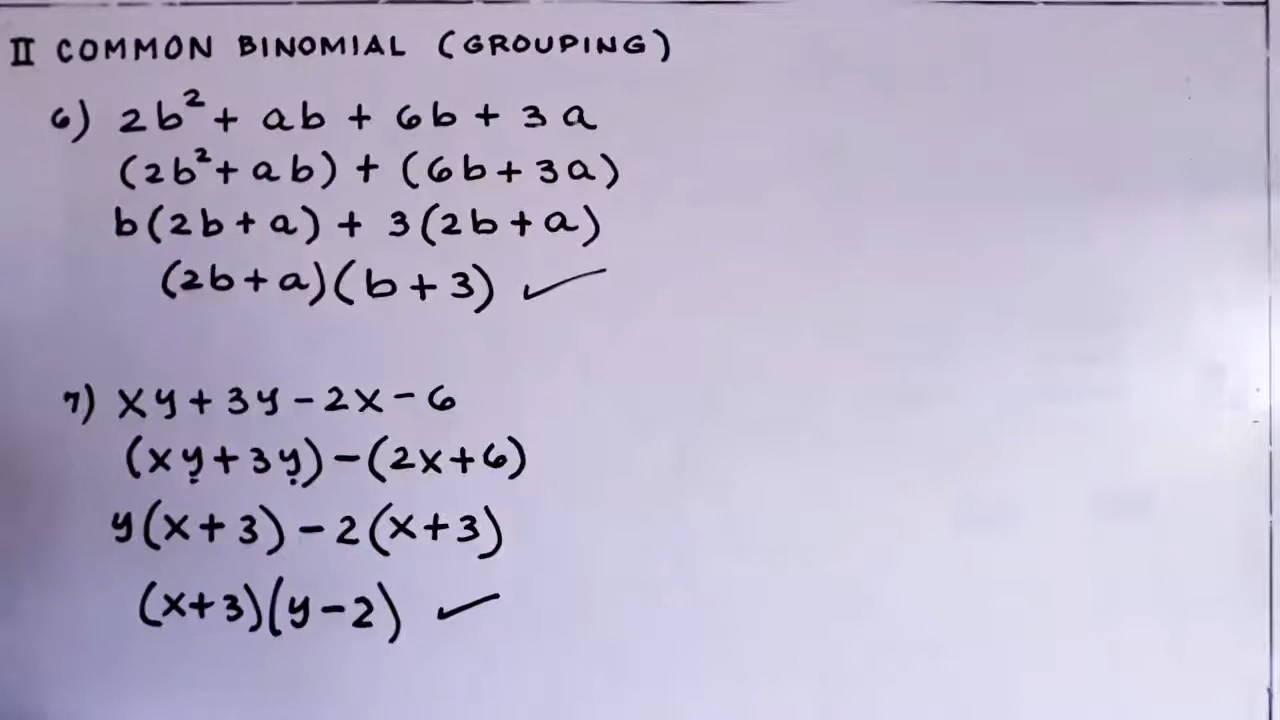 II COMMON BINOMIAL (GROUPING)
6) 2b² + ab + 6b + 3a
(2b² + ab) + (6b + 3a)
b(2b + a) + 3(2b + a)
(2b + a)(b + 3) ✓
7) xy + 3y - 2x - 6
(xy + 3y) - (2x + 6)
y(x + 3) - 2(x + 3)
(x + 3)(y - 2) ✓